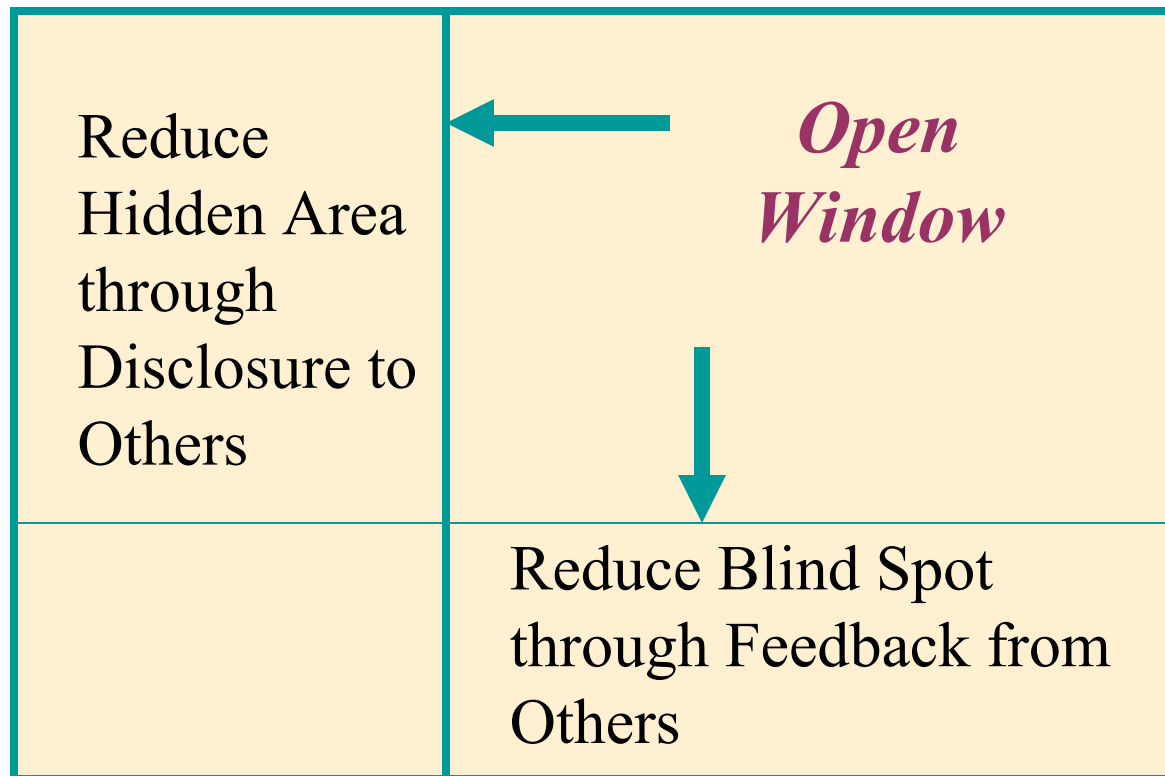 Reduce
Hidden Area
through
Disclosure to
Others
Open
Window
Reduce Blind Spot
through Feedback from
Others